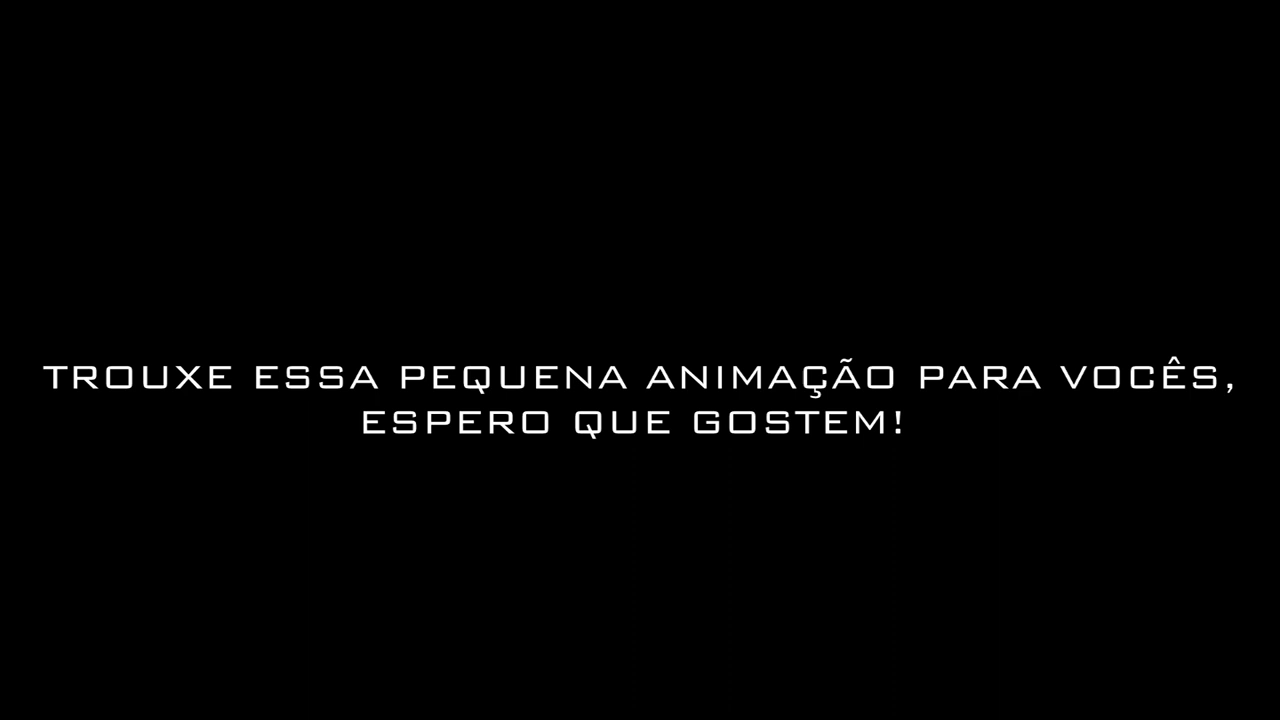 TROUXE ESSA PEQUENA ANIMAÇÃO PARA VOCÊS,
ESPERO QUE GOSTEM!